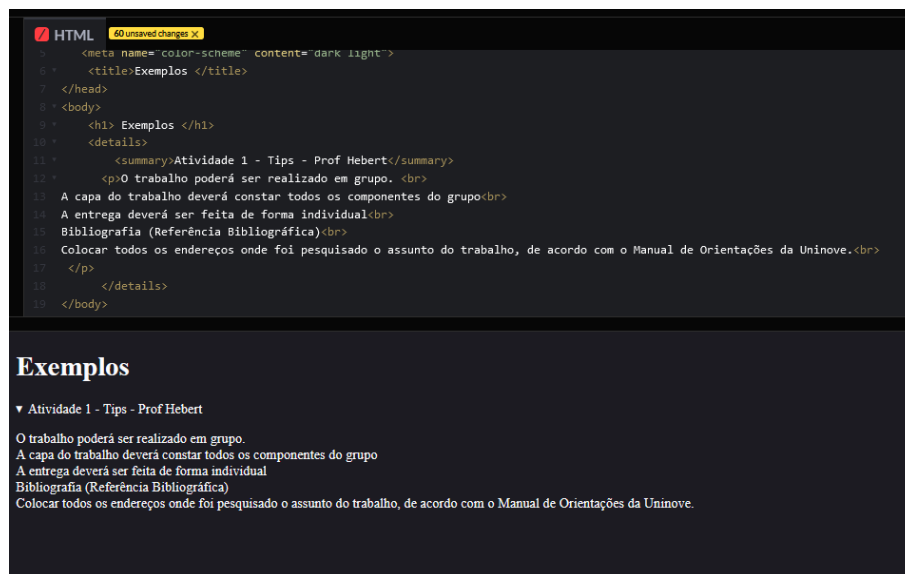 HTML 60 unsaved changes X
5 <meta name="color-scheme" content="dark light">
6 <title>Exemplos </title>
7 </head>
8 <body>
9 <h1> Exemplos </h1>
10 <details>
11 <summary>Atividade 1 - Tips - Prof Hebert</summary>
12 <p>O trabalho poderá ser realizado em grupo. <br>
13 A capa do trabalho deverá constar todos os componentes do grupo<br>
14 A entrega deverá ser feita de forma individual<br>
15 Bibliografia (Referência Bibliográfica)<br>
16 Colocar todos os endereços onde foi pesquisado o assunto do trabalho, de acordo com o Manual de Orientações da Uninove.<br>
17 </p>
18 </details>
19 </body>
Exemplos
▾ Atividade 1 - Tips - Prof Hebert
O trabalho poderá ser realizado em grupo.
A capa do trabalho deverá constar todos os componentes do grupo
A entrega deverá ser feita de forma individual
Bibliografia (Referência Bibliográfica)
Colocar todos os endereços onde foi pesquisado o assunto do trabalho, de acordo com o Manual de Orientações da Uninove.